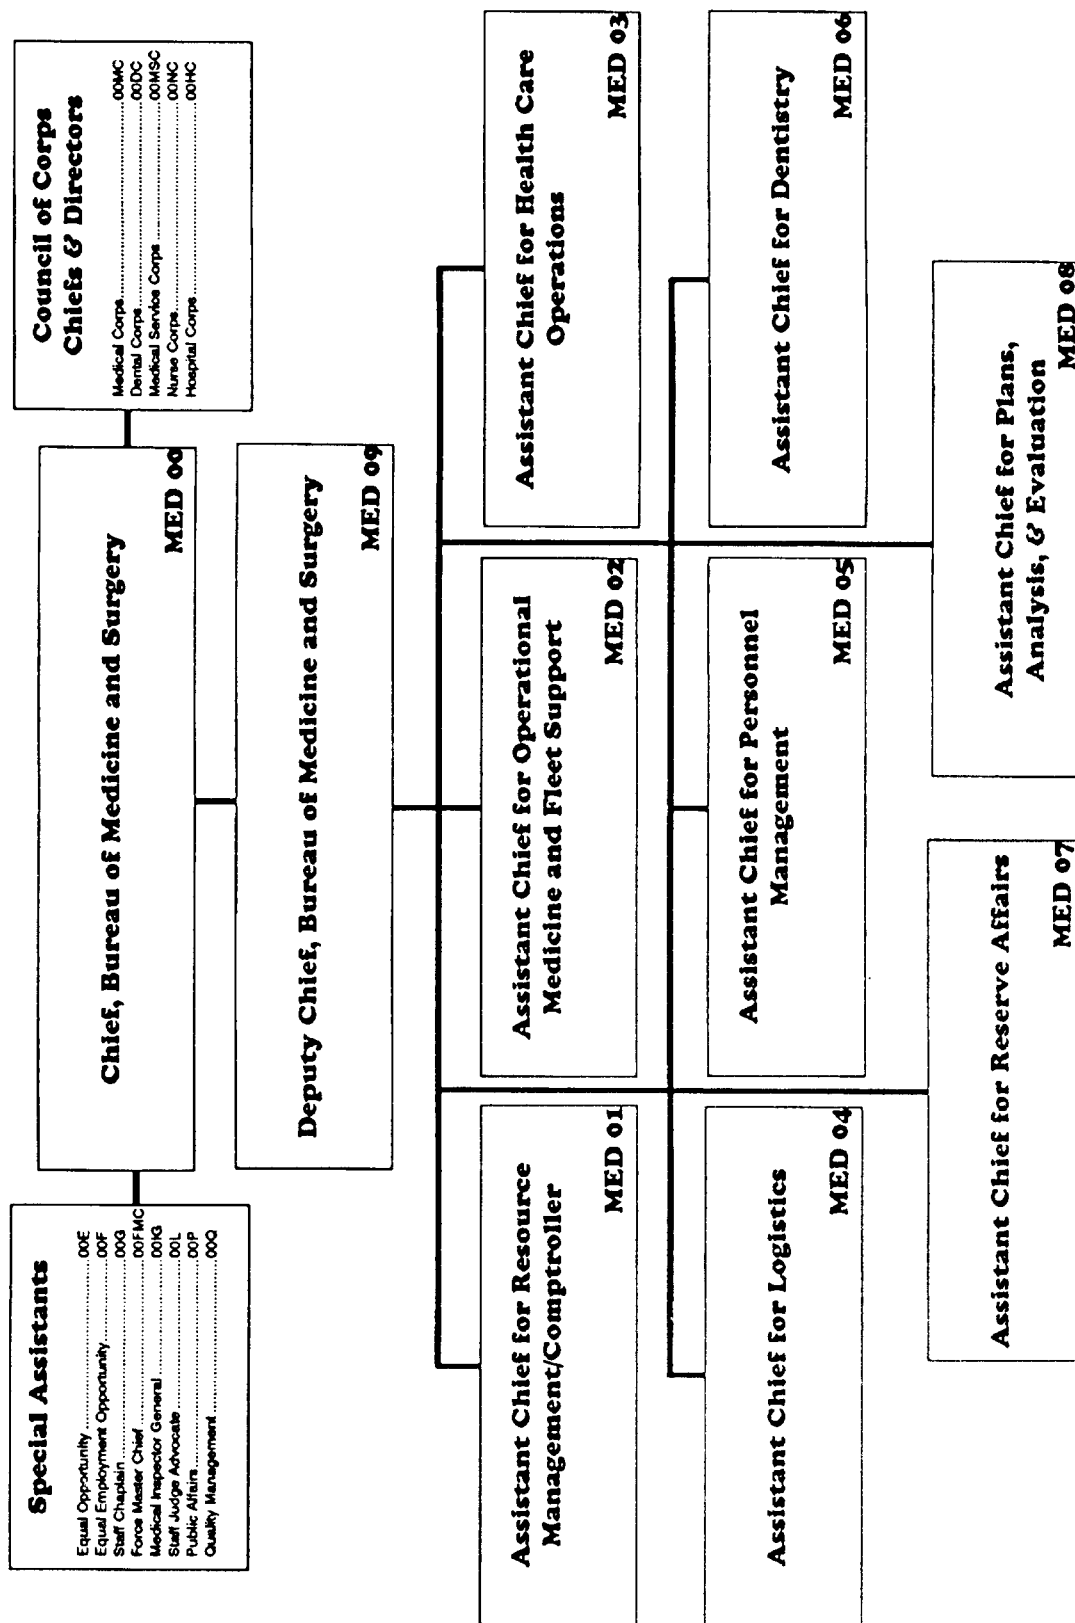 Special Assistants
Equal Opportunity..............................00E
Equal Employment Opportunity..........00F
Staff Chaplain..............................00G
Force Master Chief..........................00FMC
Medical Inspector General..................00IG
Staff Judge Advocate........................00L
Public Affairs..............................00P
Quality Management..........................00Q
Chief, Bureau of Medicine and Surgery
MED 00
Council of Corps
Chiefs & Directors
Medical Corps..............................00MC
Dental Corps..............................00DC
Medical Service Corps......................00MSC
Nurse Corps..............................00NC
Hospital Corps............................00HC
Deputy Chief, Bureau of Medicine and Surgery
MED 09
Assistant Chief for Resource
Management/Comptroller
MED 01
Assistant Chief for Operational
Medicine and Fleet Support
MED 02
Assistant Chief for Health Care
Operations
MED 03
Assistant Chief for Logistics
MED 04
Assistant Chief for Personnel
Management
MED 05
Assistant Chief for Dentistry
MED 06
Assistant Chief for Reserve Affairs
MED 07
Assistant Chief for Plans,
Analysis, & Evaluation
MED 08